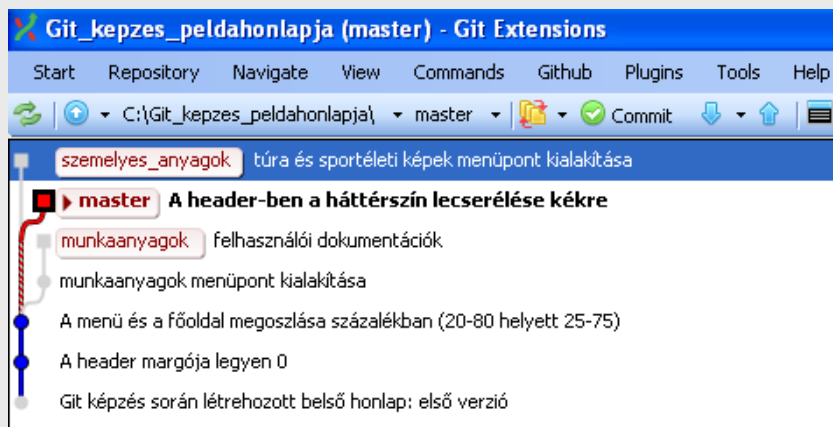 Git_kepzes_peldahonlapja (master) - Git Extensions
Start Repository Navigate View Commands Github Plugins Tools Help
C:\Git_kepzes_peldahonlapja\ master Commit
szemelyes_anyagok túra és sportéleti képek menüpont kialakítása
master A header-ben a háttérszín lecserélése kékre
munkaanyagok felhasználói dokumentációk
munkaanyagok menüpont kialakítása
A menü és a főoldal megoszlása százalékban (20-80 helyett 25-75)
A header margója legyen 0
Git képzés során létrehozott belső honlap: első verzió